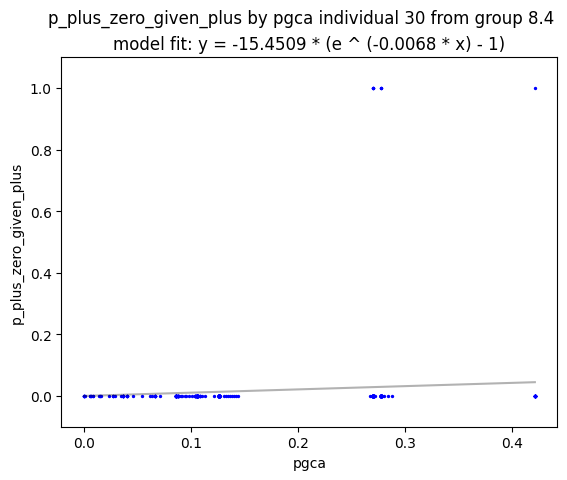 p_plus_zero_given_plus by pgca individual 30 from group 8.4
model fit: y = -15.4509 * (e ^ (-0.0068 * x) - 1)
1.0
0.8
0.6
0.4
0.2
0.0
p_plus_zero_given_plus
0.0 0.1 0.2 0.3 0.4
pgca